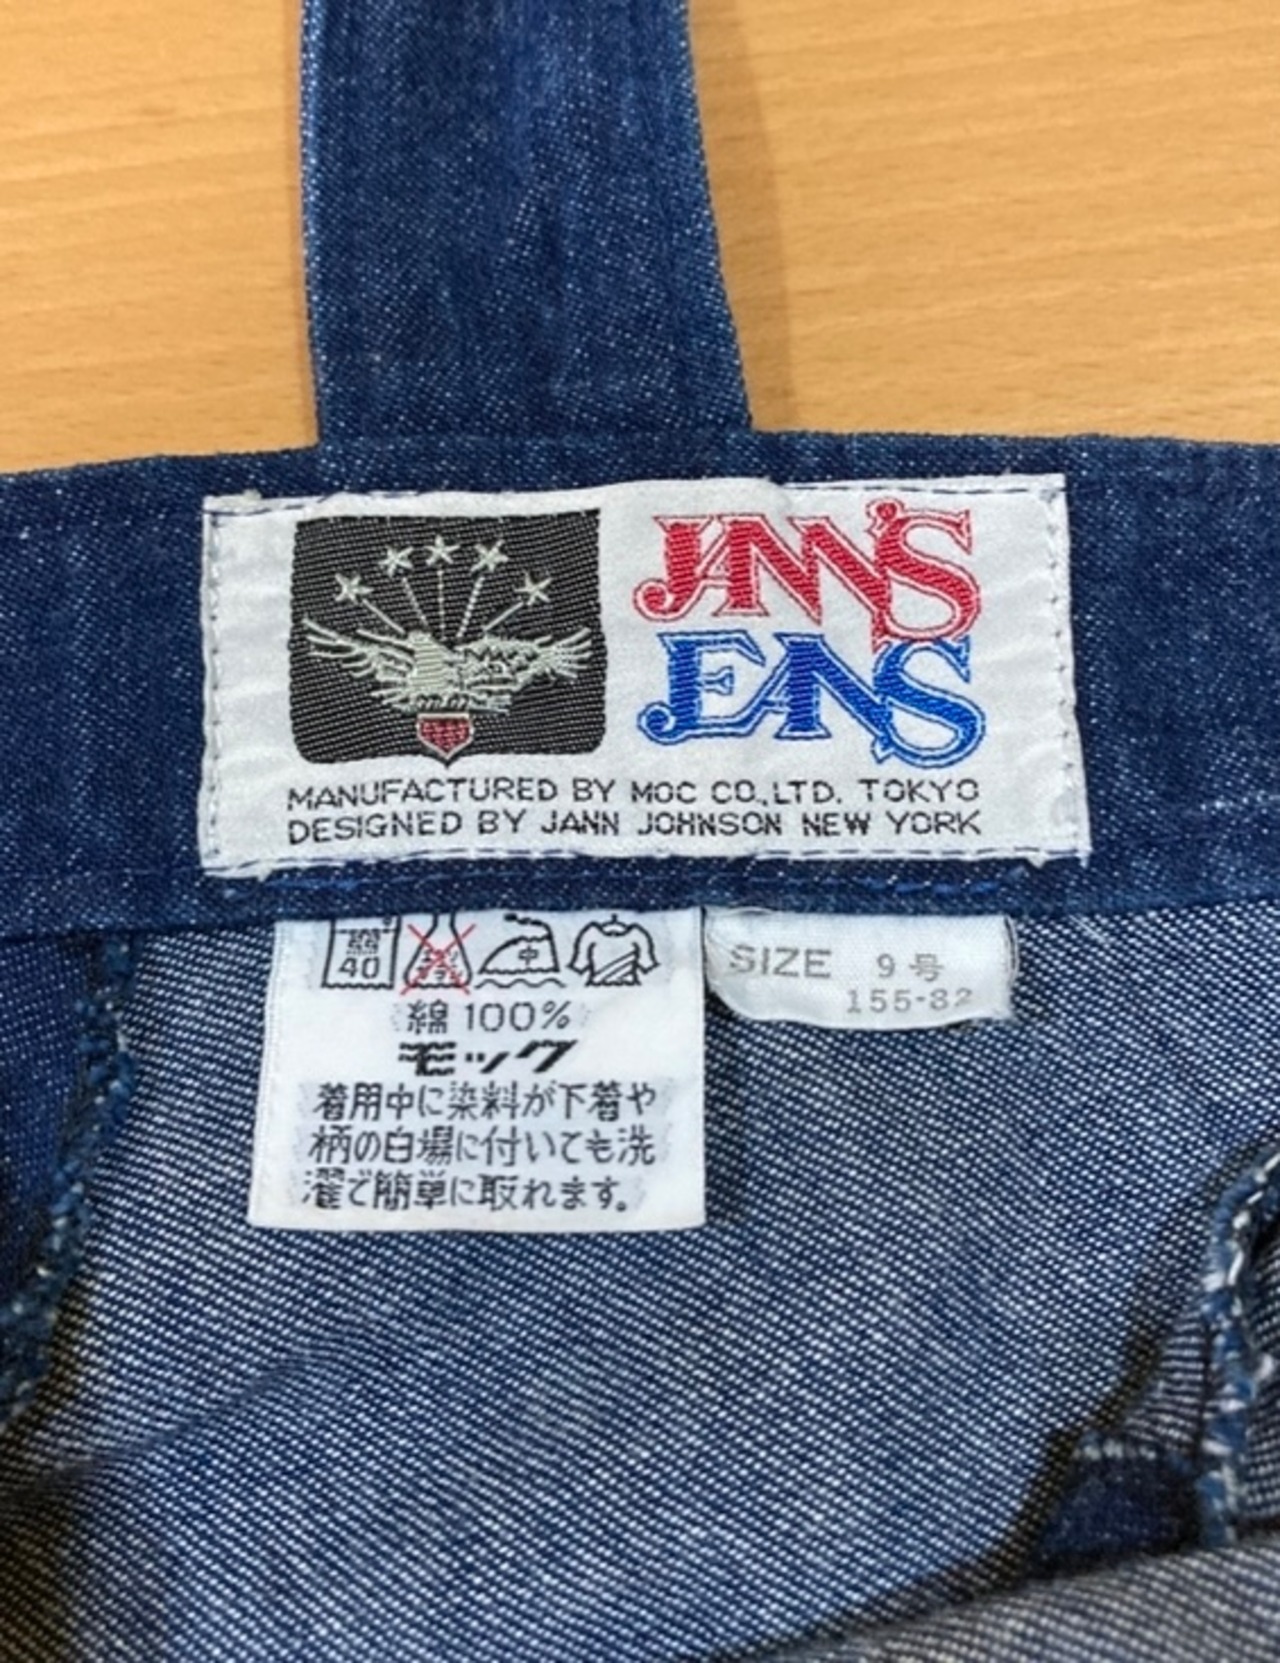 JANN'S
JEANS
MANUFACTURED BY MOC CO.,LTD. TOKYO
DESIGNED BY JANN JOHNSON NEW YORK
40
中
SIZE 9号
155-82
綿 100%
モック
着用中に染料が下着や
柄の白場に付いても洗
濯で簡単に取れます。